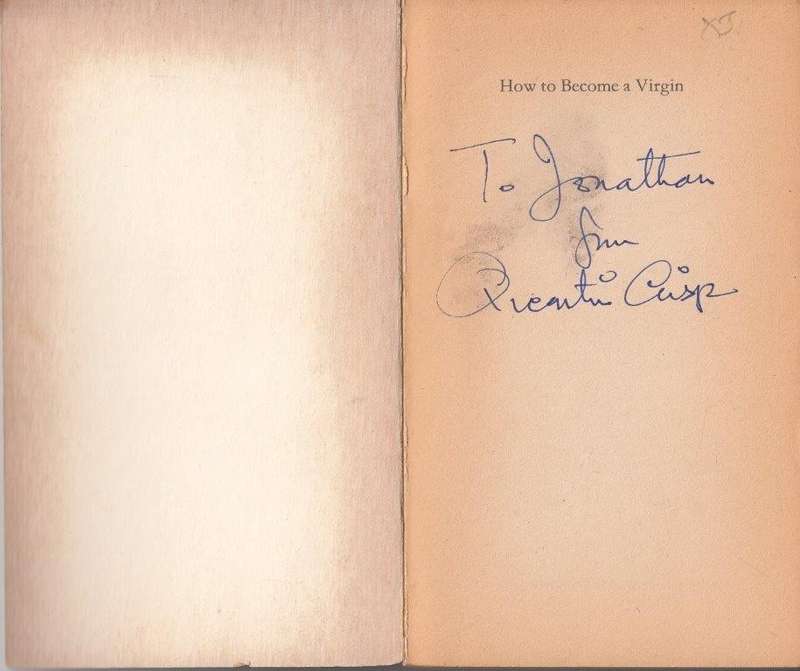 How to Become a Virgin
To Jonathan
from
Quentin Crisp